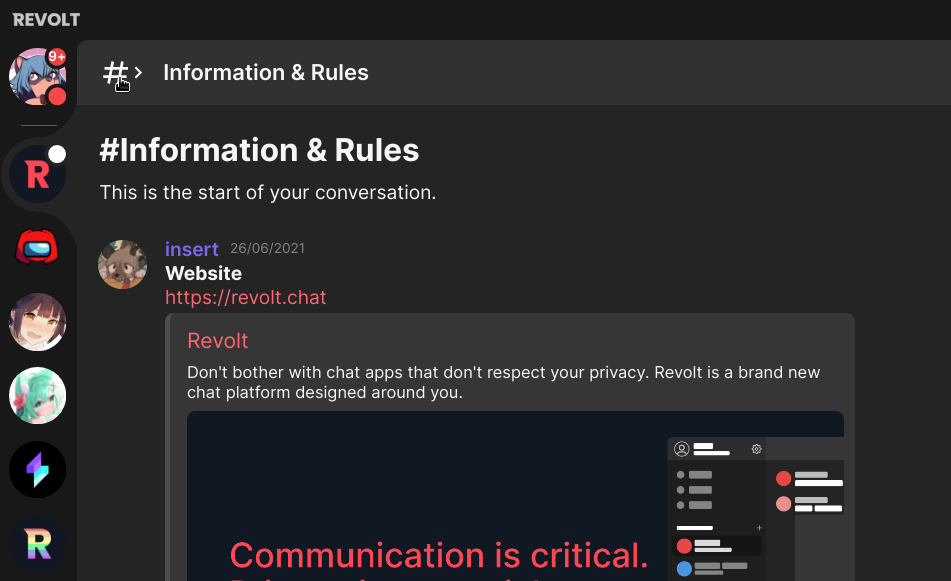 REVOLT
9+
# Information & Rules
#Information & Rules
This is the start of your conversation.
R
insert 26/06/2021
Website
https://revolt.chat
Revolt
Don't bother with chat apps that don't respect your privacy. Revolt is a brand new
chat platform designed around you.
Communication is critical.
R